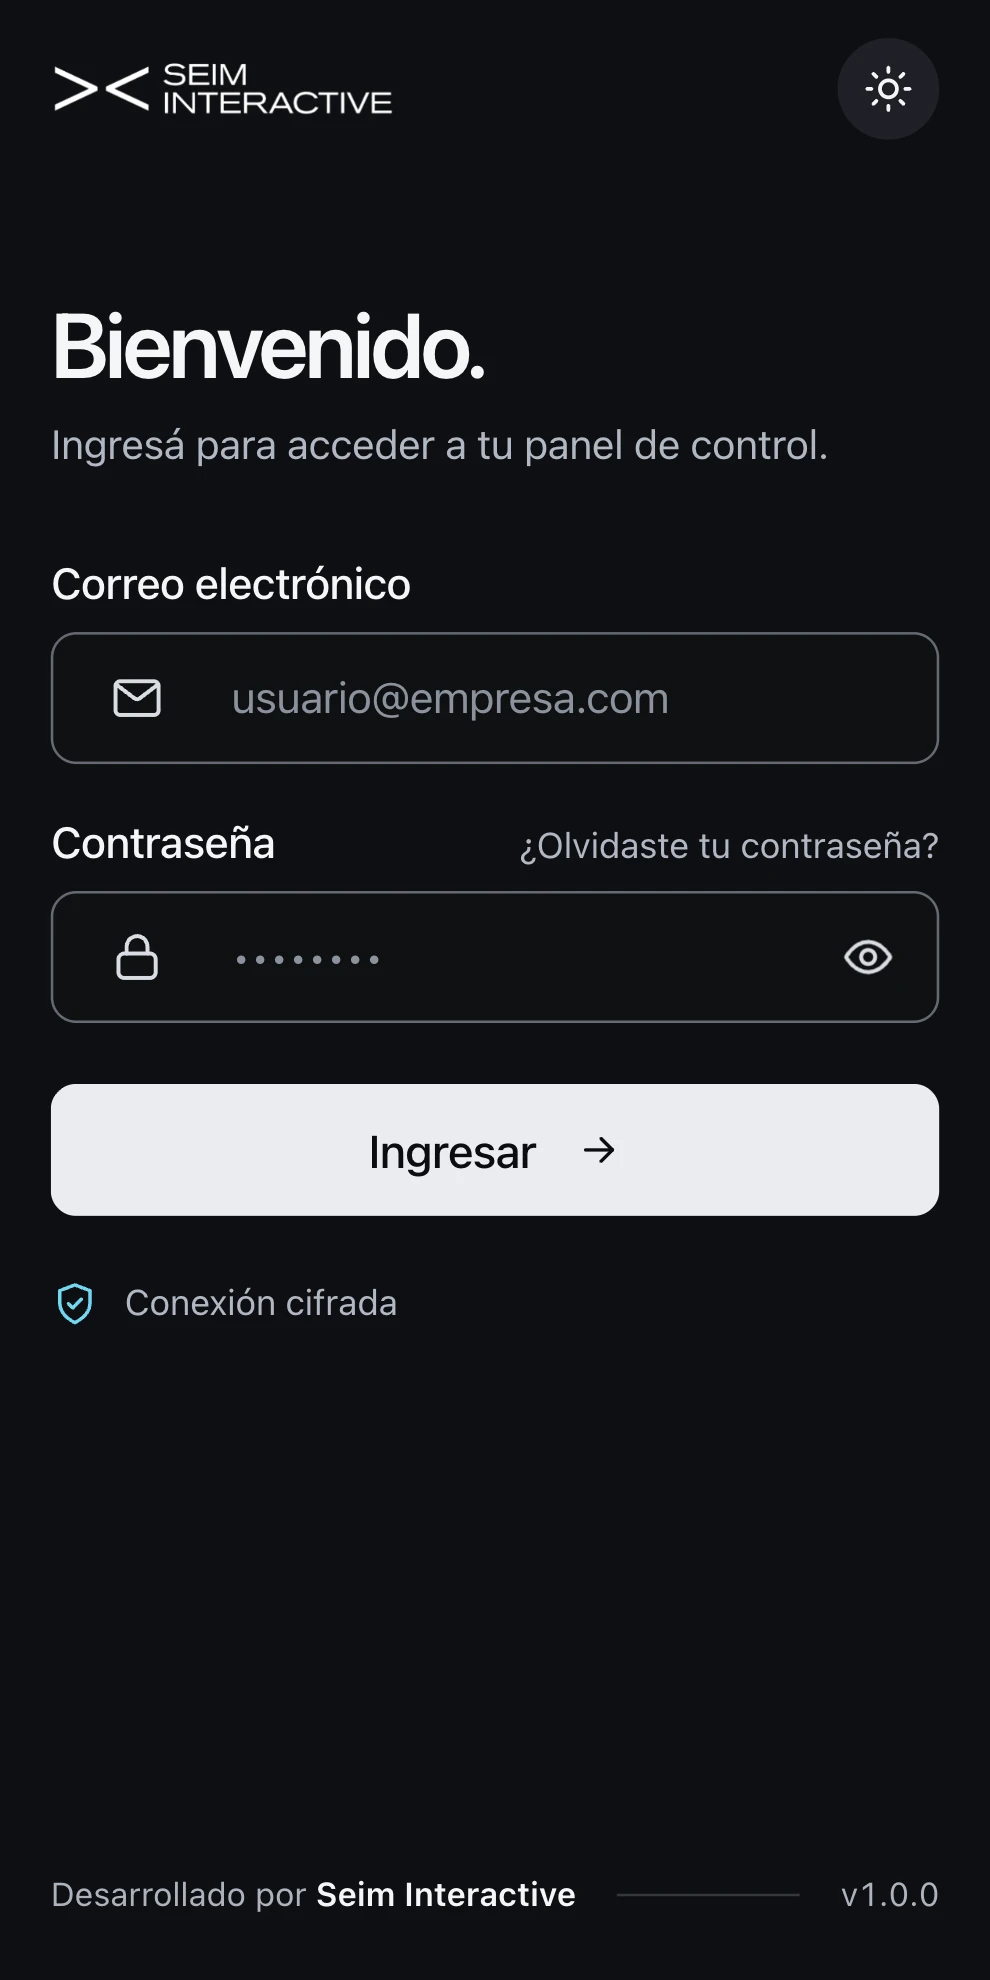 SEIM
INTERACTIVE
Bienvenido.
Ingresá para acceder a tu panel de control.
Correo electrónico
usuario@empresa.com
Contraseña
¿Olvidaste tu contraseña?
••••••••
Ingresar →
Conexión cifrada
Desarrollado por Seim Interactive
v1.0.0